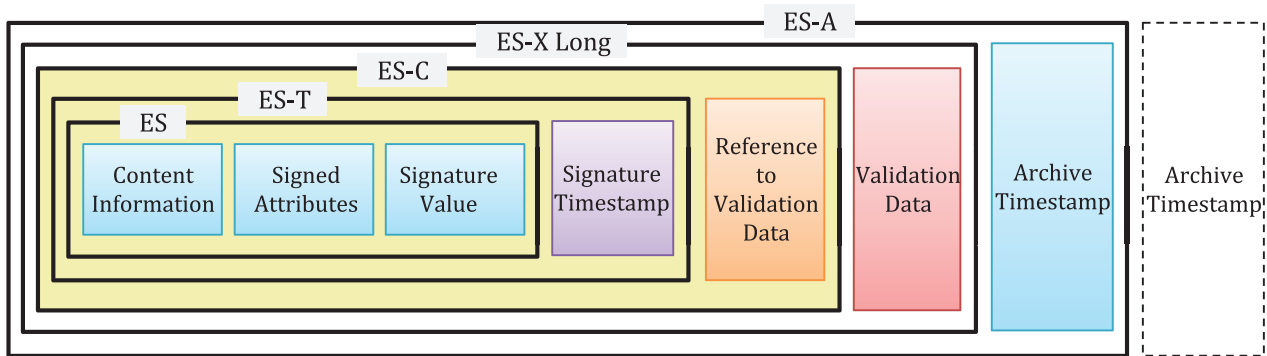 ES-A
ES-X Long
ES-C
ES-T
ES
Content
Information
Signed
Attributes
Signature
Value
Signature
Timestamp
Reference
to
Validation
Data
Validation
Data
Archive
Timestamp
Archive
Timestamp